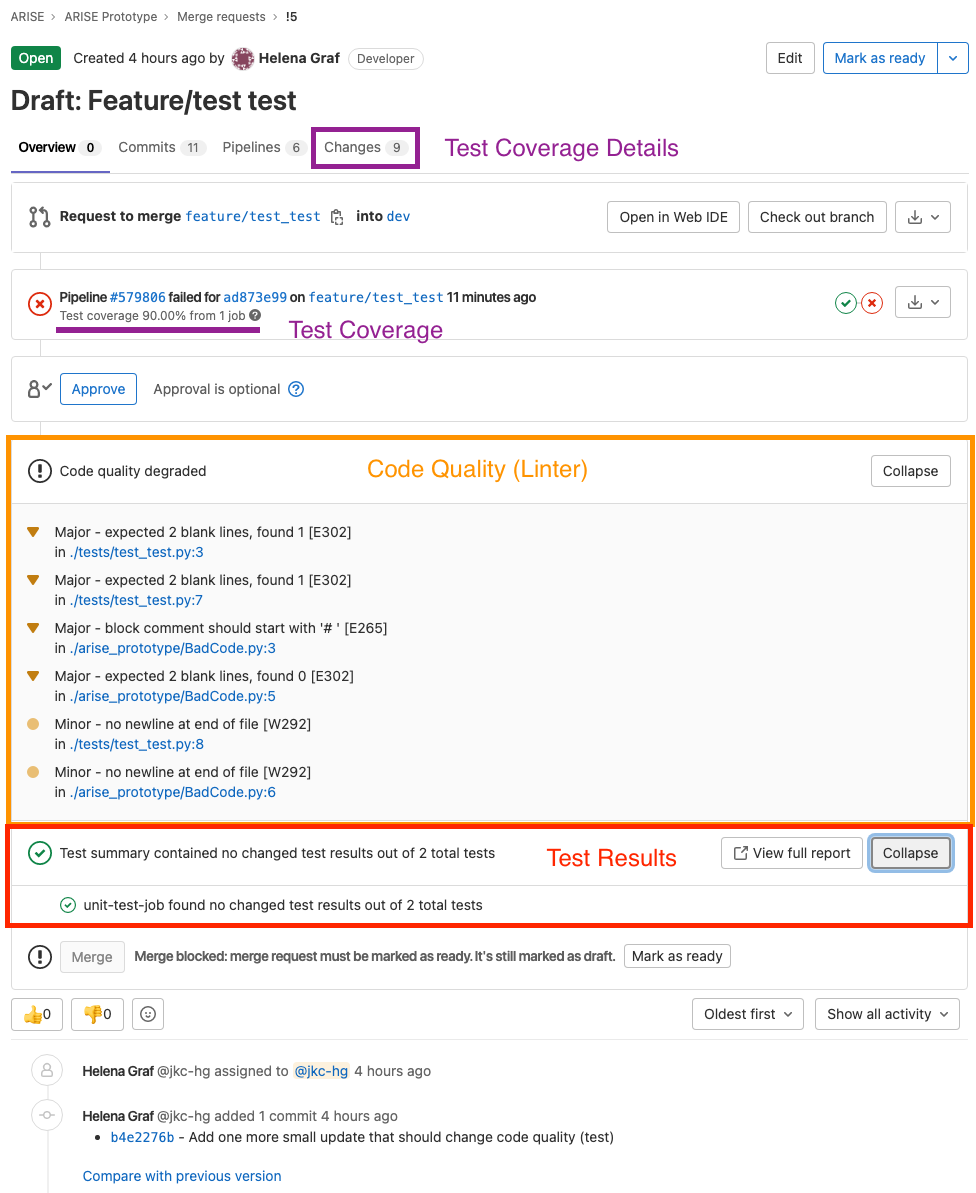 ARISE › ARISE Prototype › Merge requests › !5
Open Created 4 hours ago by Helena Graf Developer Edit Mark as ready
Draft: Feature/test test
Overview 0 Commits 11 Pipelines 6 Changes 9 Test Coverage Details
Request to merge feature/test_test into dev Open in Web IDE Check out branch
Pipeline #579806 failed for ad873e99 on feature/test_test 11 minutes ago
Test coverage 90.00% from 1 job ?
Test Coverage
Approve Approval is optional ?
Code quality degraded Code Quality (Linter) Collapse
Major - expected 2 blank lines, found 1 [E302]
in ./tests/test_test.py:3
Major - expected 2 blank lines, found 1 [E302]
in ./tests/test_test.py:7
Major - block comment should start with '# ' [E265]
in ./arise_prototype/BadCode.py:3
Major - expected 2 blank lines, found 0 [E302]
in ./arise_prototype/BadCode.py:5
Minor - no newline at end of file [W292]
in ./tests/test_test.py:8
Minor - no newline at end of file [W292]
in ./arise_prototype/BadCode.py:6
Test summary contained no changed test results out of 2 total tests Test Results View full report Collapse
unit-test-job found no changed test results out of 2 total tests
Merge Merge blocked: merge request must be marked as ready. It's still marked as draft. Mark as ready
👍0 👎0 Oldest first Show all activity
Helena Graf @jkc-hg assigned to @jkc-hg 4 hours ago
Helena Graf @jkc-hg added 1 commit 4 hours ago
• b4e2276b - Add one more small update that should change code quality (test)
Compare with previous version